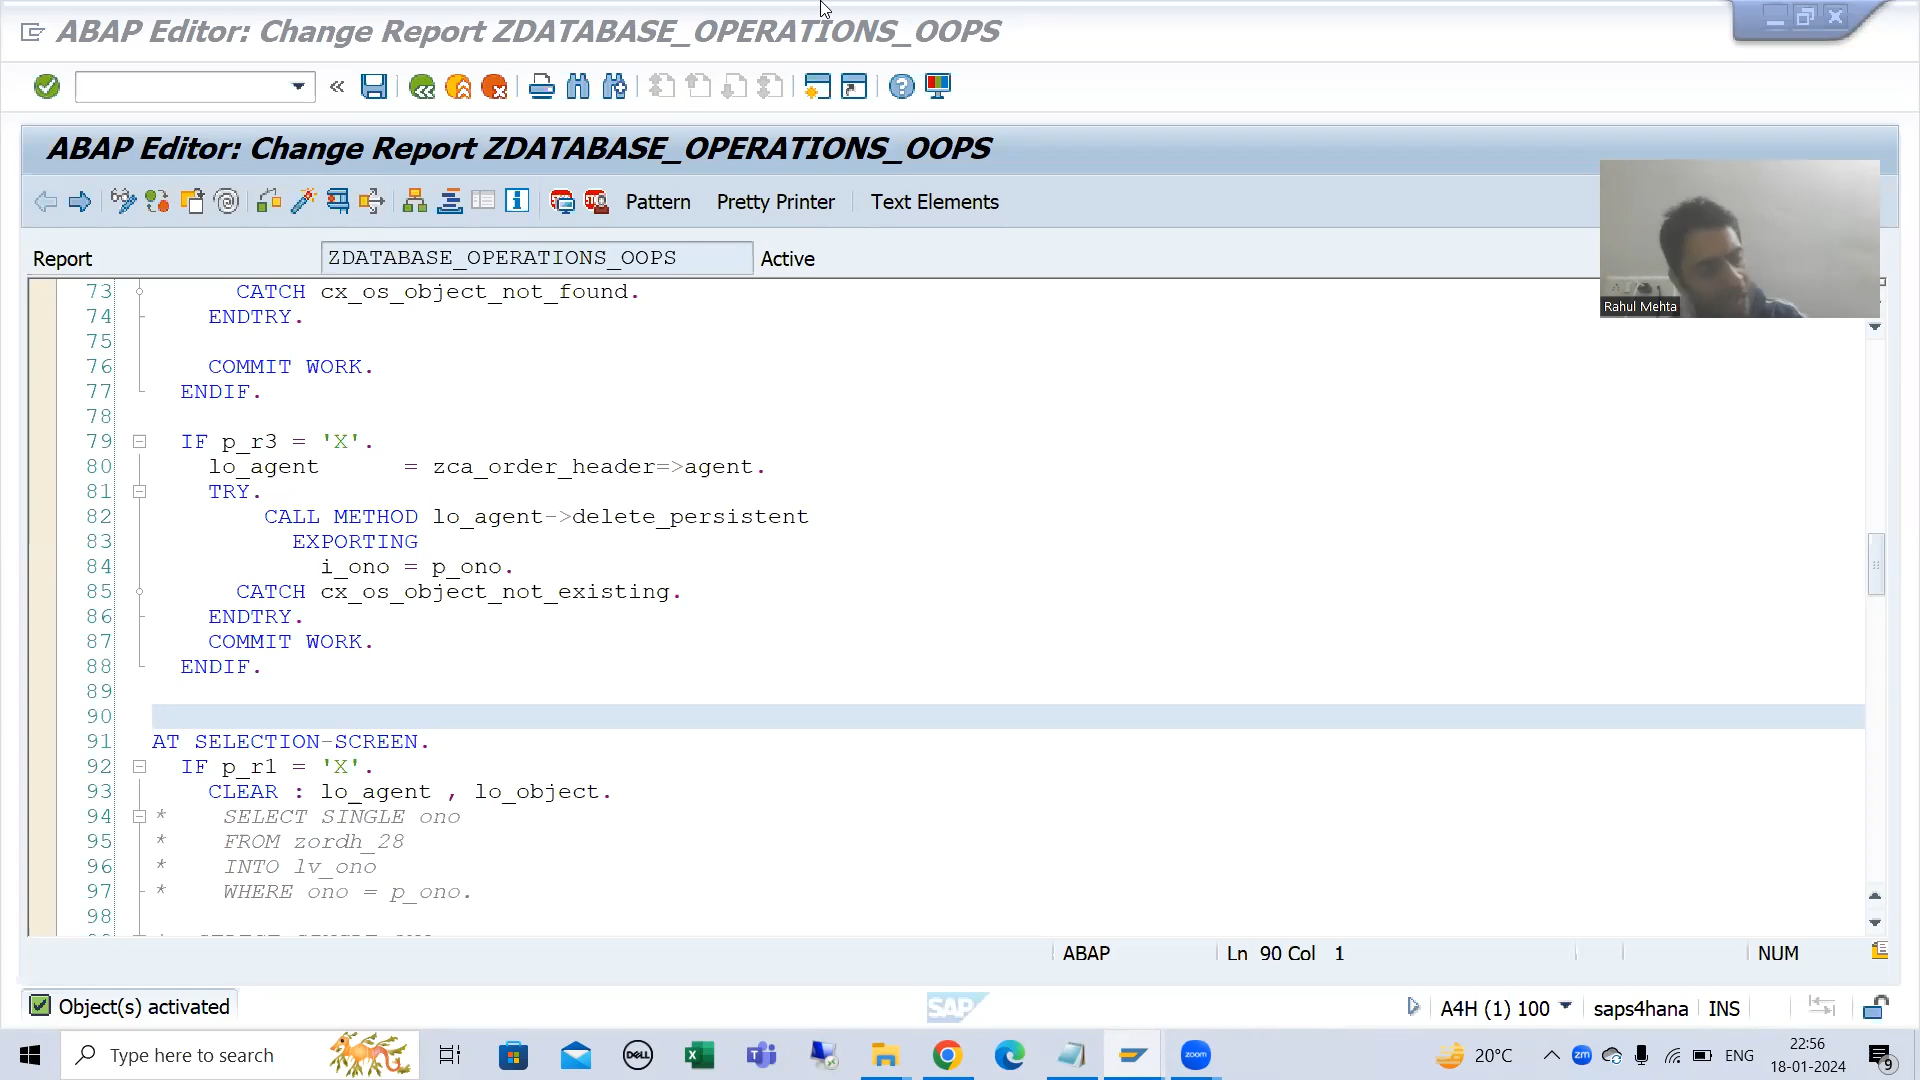 ABAP Editor: Change Report ZDATABASE_OPERATIONS_OOPS
ABAP Editor: Change Report ZDATABASE_OPERATIONS_OOPS
Pattern Pretty Printer Text Elements
Report ZDATABASE_OPERATIONS_OOPS Active
Rahul Mehta
73 CATCH cx_os_object_not_found.
74 ENDTRY.
75
76 COMMIT WORK.
77 ENDIF.
78
79 IF p_r3 = 'X'.
80 lo_agent = zca_order_header=>agent.
81 TRY.
82 CALL METHOD lo_agent->delete_persistent
83 EXPORTING
84 i_ono = p_ono.
85 CATCH cx_os_object_not_existing.
86 ENDTRY.
87 COMMIT WORK.
88 ENDIF.
89
90
91 AT SELECTION-SCREEN.
92 IF p_r1 = 'X'.
93 CLEAR : lo_agent , lo_object.
94 * SELECT SINGLE ono
95 * FROM zordh_28
96 * INTO lv_ono
97 * WHERE ono = p_ono.
98
ABAP Ln 90 Col 1 NUM
Object(s) activated SAP A4H (1) 100 saps4hana INS
Type here to search DELL zoom 20°C zm ENG 22:56
18-01-2024 9